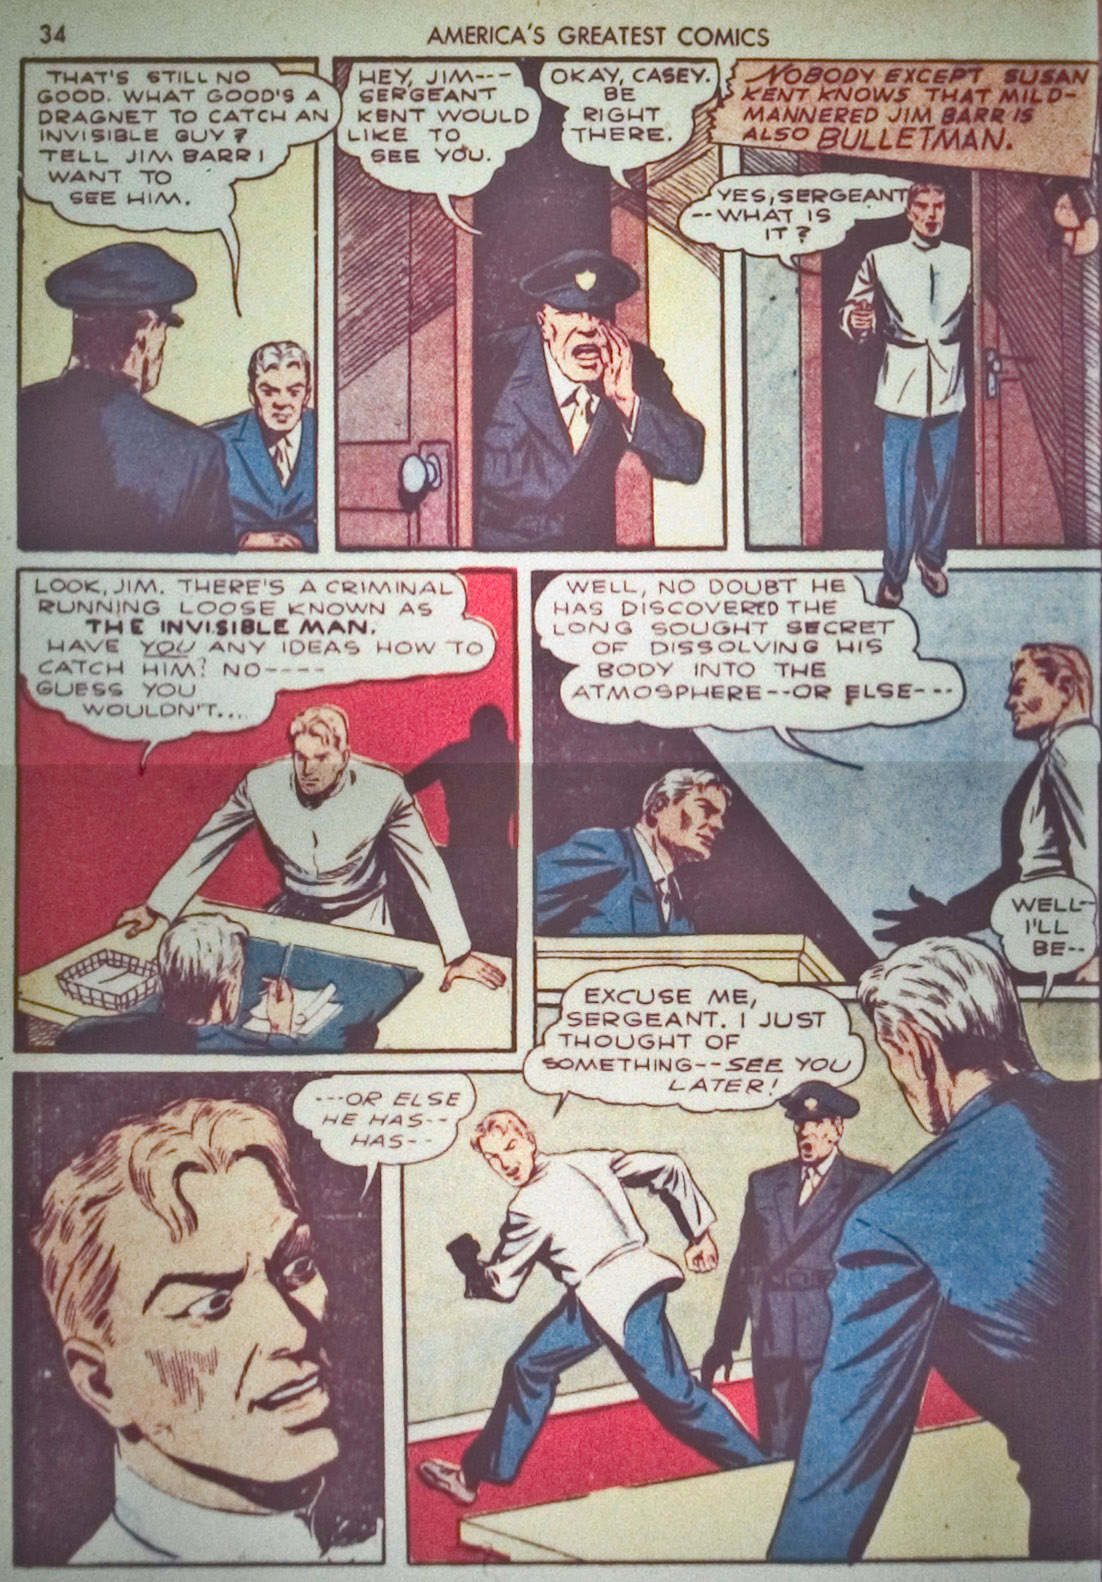 34
AMERICA'S GREATEST COMICS
THAT'S STILL NO
GOOD. WHAT GOOD'S A
DRAGNET TO CATCH AN
INVISIBLE GUY?
TELL JIM BARR I
WANT TO
SEE HIM.
HEY, JIM---
SERGEANT
KENT WOULD
LIKE TO
SEE YOU.
OKAY, CASEY.
BE
RIGHT
THERE.
NOBODY EXCEPT SUSAN
KENT KNOWS THAT MILD-
MANNERED JIM BARR IS
ALSO BULLETMAN.
YES, SERGEANT
--WHAT IS
IT?
LOOK, JIM. THERE'S A CRIMINAL
RUNNING LOOSE KNOWN AS
THE INVISIBLE MAN.
HAVE YOU ANY IDEAS HOW TO
CATCH HIM? NO----
GUESS YOU
WOULDN'T...
WELL, NO DOUBT HE
HAS DISCOVERED THE
LONG SOUGHT SECRET
OF DISSOLVING HIS
BODY INTO THE
ATMOSPHERE--OR ELSE---
---OR ELSE
HE HAS--
HAS--
EXCUSE ME,
SERGEANT. I JUST
THOUGHT OF
SOMETHING--SEE YOU
LATER!
WELL-
I'LL
BE--